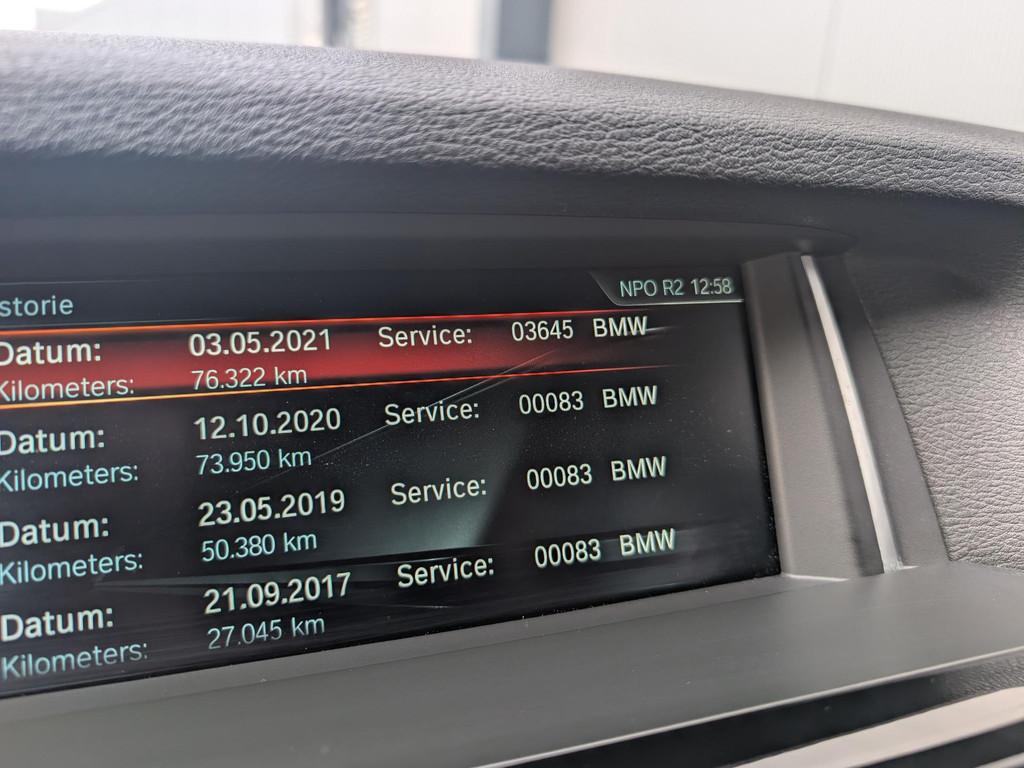 storie
NPO R2 12:58
Datum: 03.05.2021 Service: 03645 BMW
Kilometers: 76.322 km
Datum: 12.10.2020 Service: 00083 BMW
Kilometers: 73.950 km
Datum: 23.05.2019 Service: 00083 BMW
Kilometers: 50.380 km
Datum: 21.09.2017 Service: 00083 BMW
Kilometers: 27.045 km